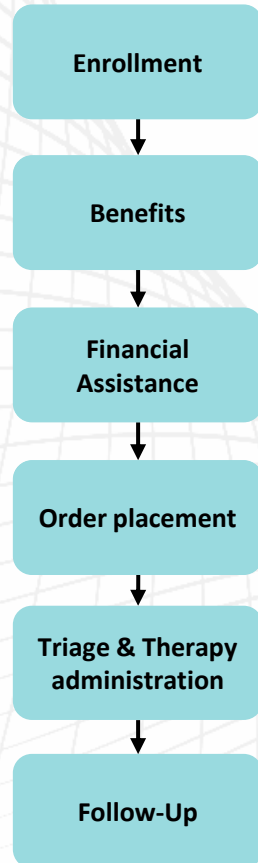 Enrollment
Benefits
Financial
Assistance
Order placement
Triage & Therapy
administration
Follow-Up